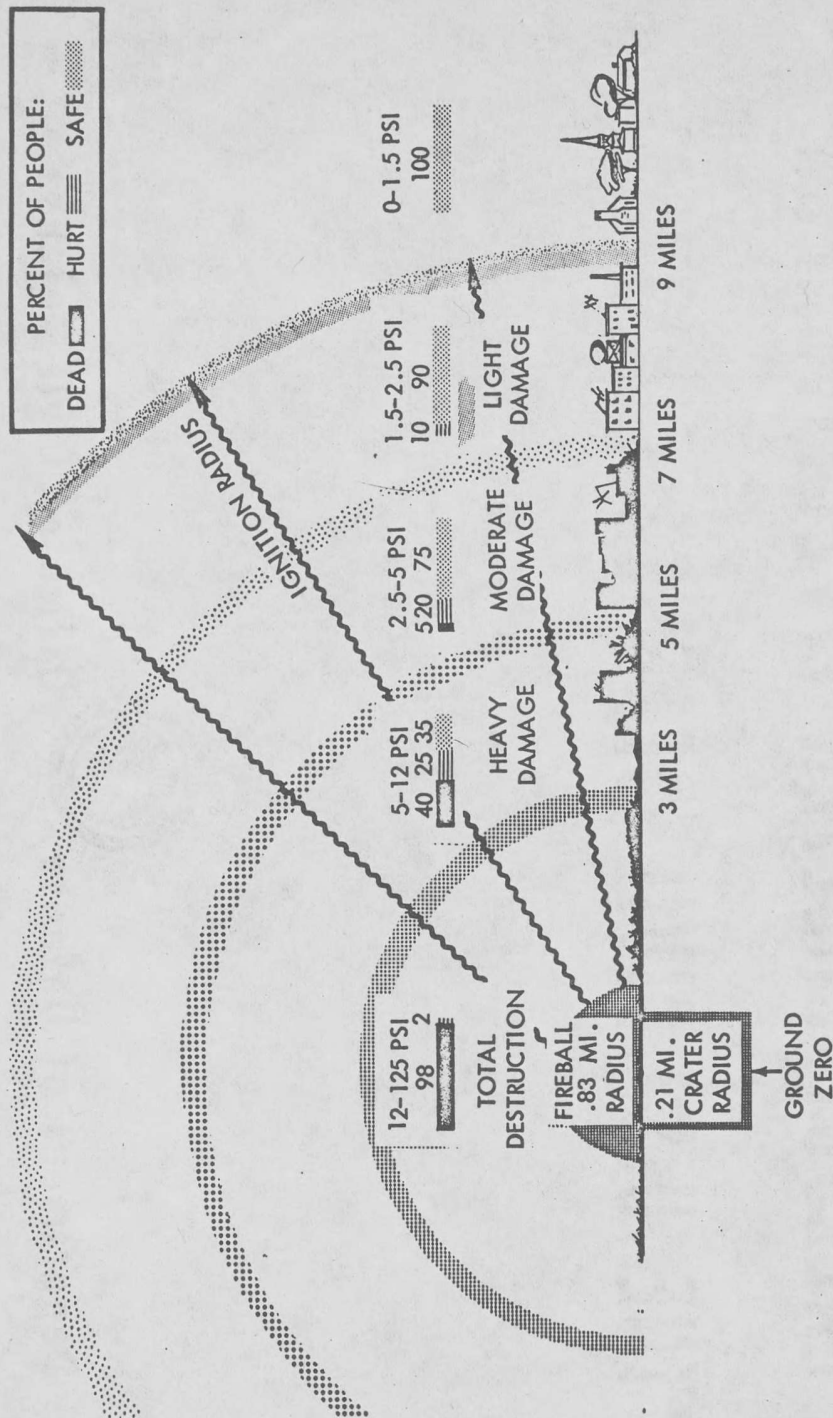 PERCENT OF PEOPLE:
DEAD HURT SAFE
IGNITION RADIUS
12–125 PSI
98 2
5–12 PSI
40 25 35
2.5–5 PSI
5 20 75
1.5–2.5 PSI
10 90
0–1.5 PSI
100
TOTAL
DESTRUCTION
HEAVY
DAMAGE
MODERATE
DAMAGE
LIGHT
DAMAGE
FIREBALL
.83 MI.
RADIUS
.21 MI.
CRATER
RADIUS
3 MILES
5 MILES
7 MILES
9 MILES
GROUND
ZERO